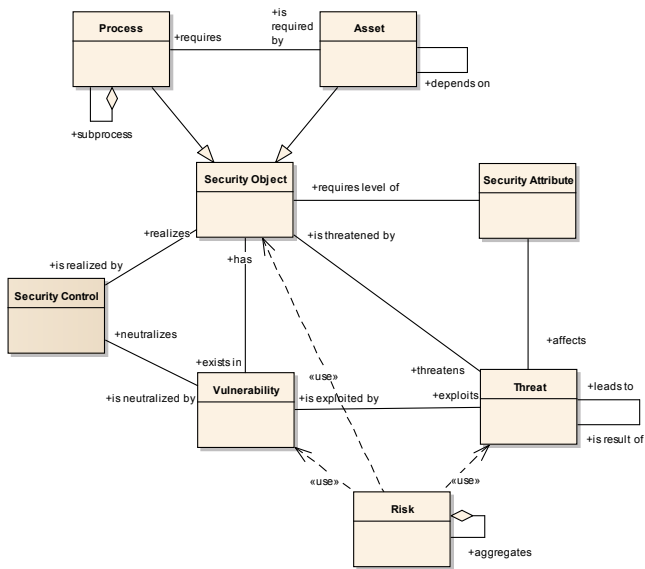 Process
+requires
+is
required
by
Asset
+depends on
+subprocess
Security Object
+requires level of
Security Attribute
+realizes
+is threatened by
+is realized by
+has
Security Control
+neutralizes
+affects
+exists in
«use»
+threatens
+is neutralized by
Vulnerability
+is exploited by
+exploits
Threat
+leads to
+is result of
«use»
«use»
Risk
+aggregates